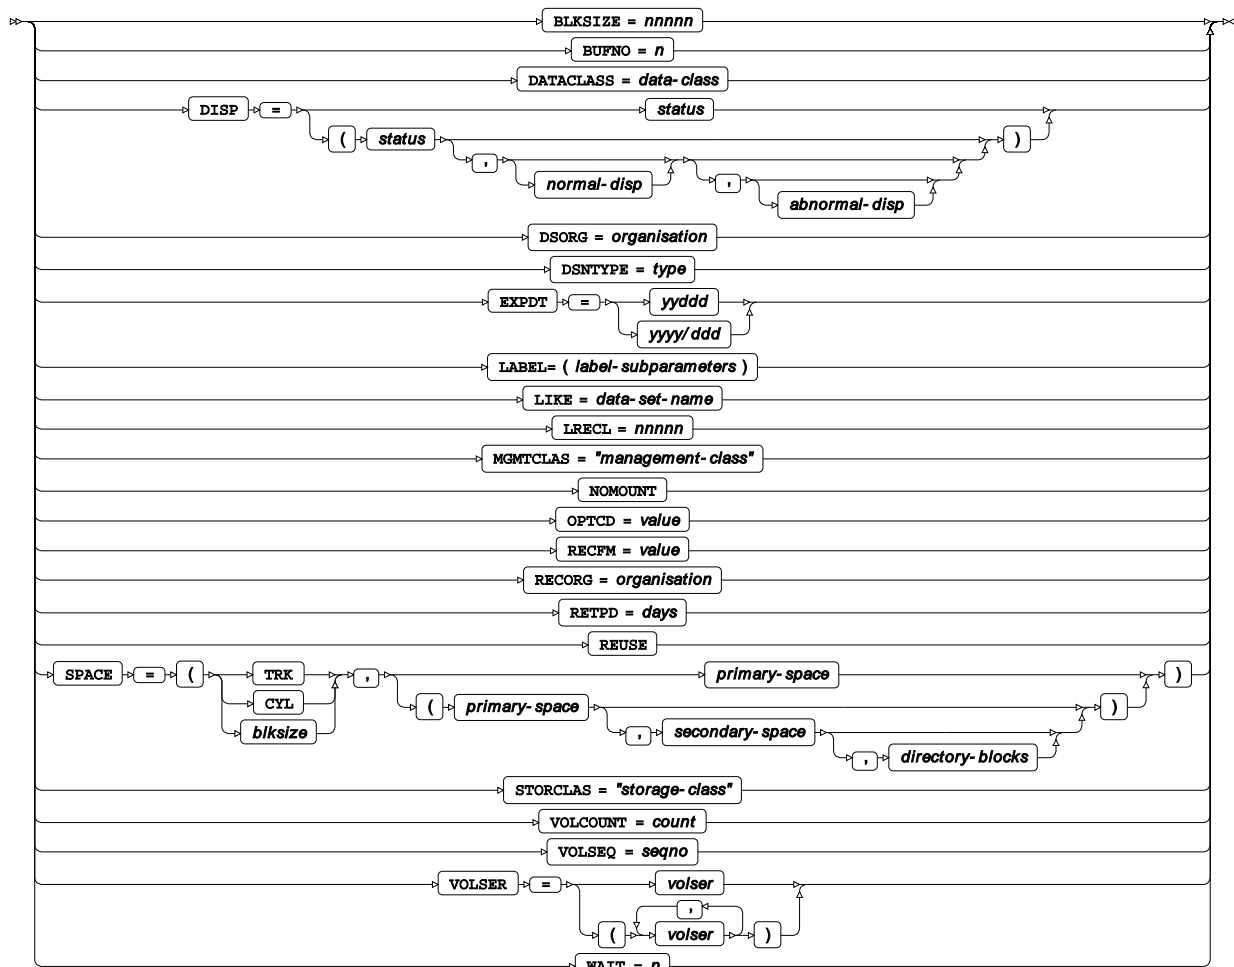 BLKSIZE = nnnnn
BUFNO = n
DATACLASS = data-class
DISP = status
( status )
, normal-disp
, abnormal-disp
DSORG = organisation
DSNTYPE = type
EXPDT = yyddd
yyyy/ddd
LABEL= ( label-subparameters )
LIKE = data-set-name
LRECL = nnnnn
MGMTCLAS = "management-class"
NOMOUNT
OPTCD = value
RECFM = value
RECORG = organisation
RETPD = days
REUSE
SPACE = ( TRK , primary-space )
CYL ( primary-space )
blksize , secondary-space
, directory-blocks
STORCLAS = "storage-class"
VOLCOUNT = count
VOLSEQ = seqno
VOLSER = volser
,
( volser )
WAIT = n